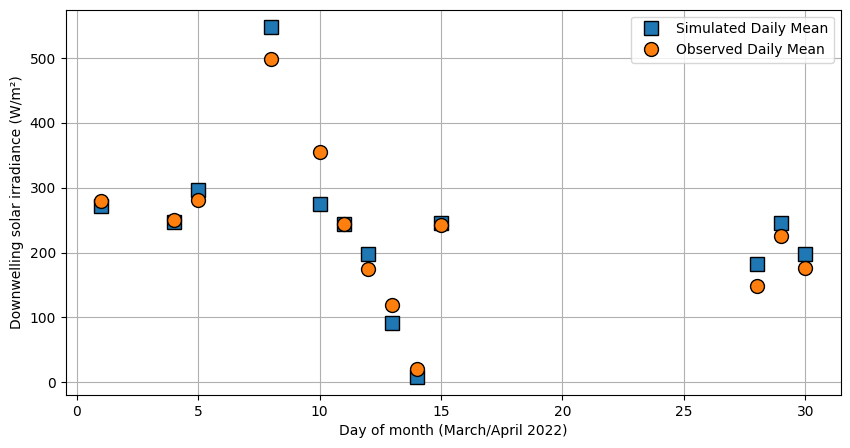 Simulated Daily Mean
Observed Daily Mean
Downwelling solar irradiance (W/m²)
500
400
300
200
100
0
0 5 10 15 20 25 30
Day of month (March/April 2022)